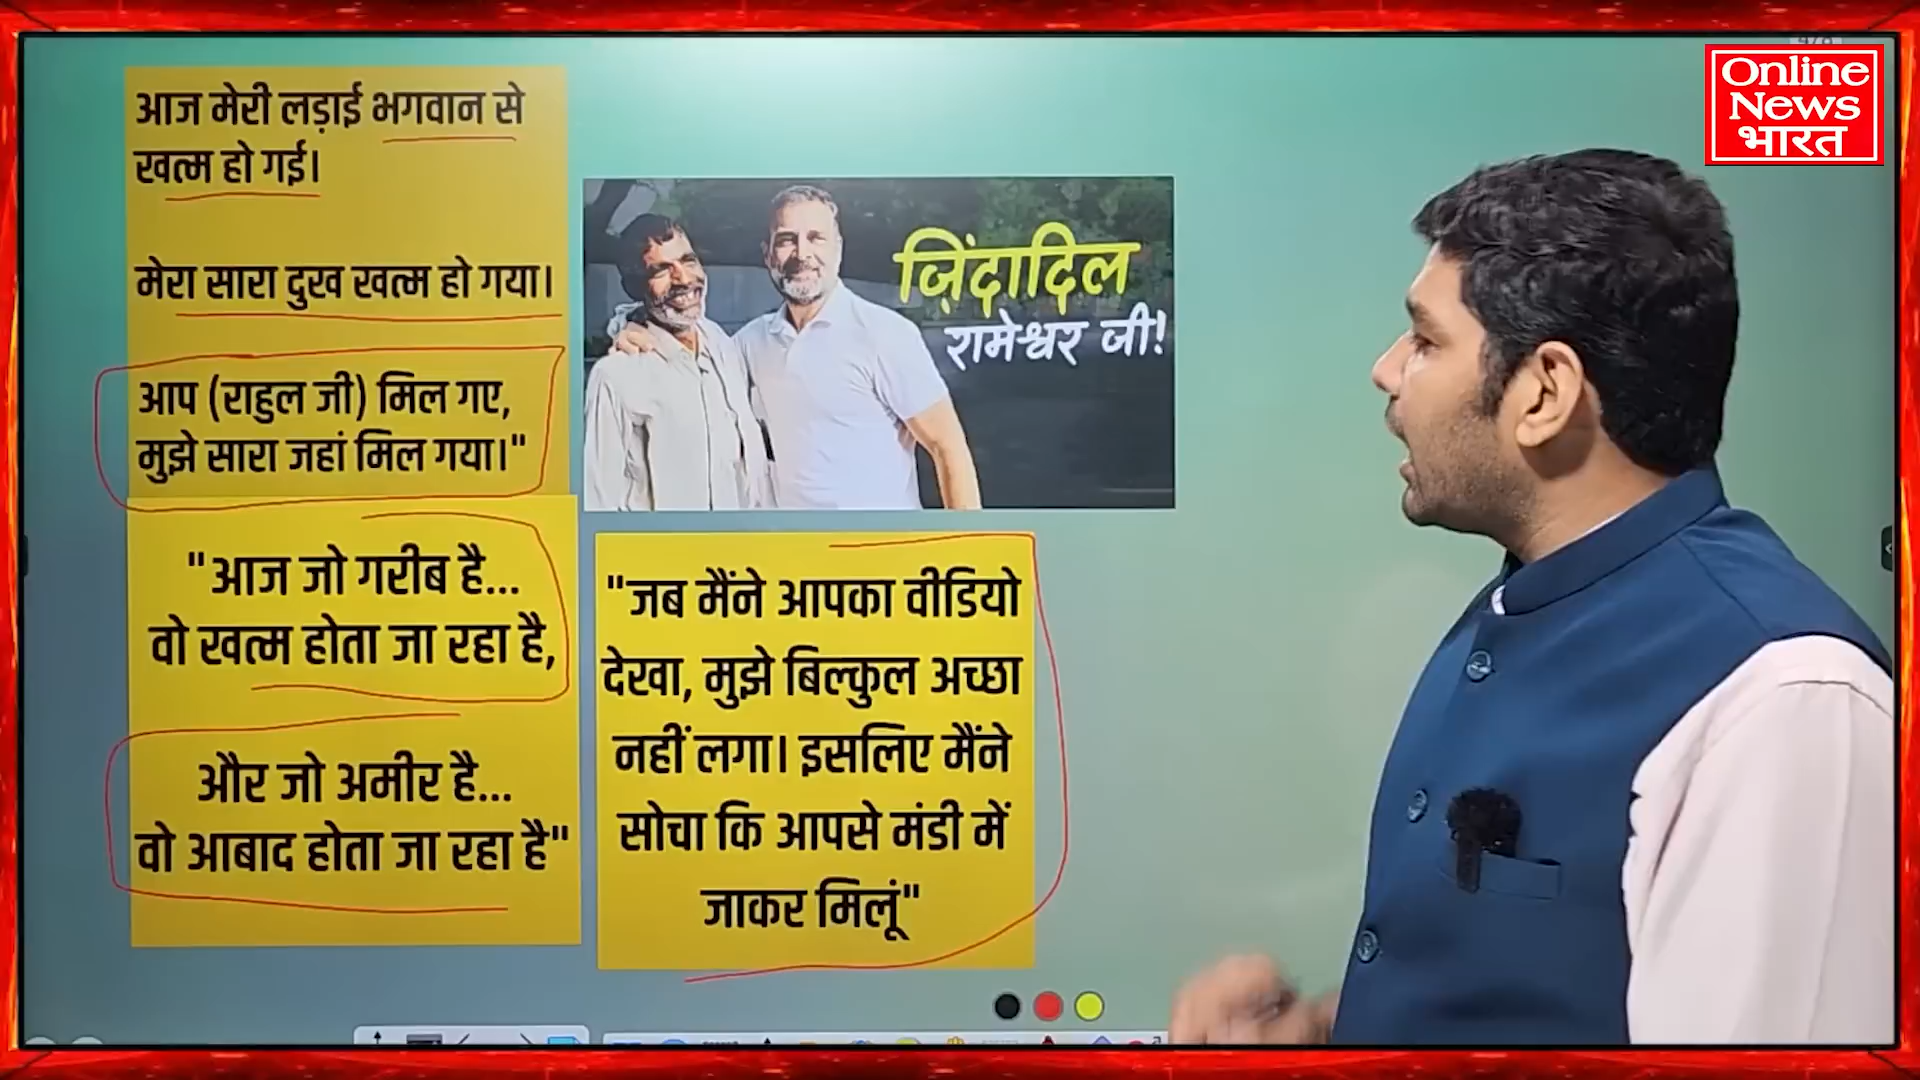 आज मेरी लड़ाई भगवान से
खत्म हो गई।
मेरा सारा दुख खत्म हो गया।
आप (राहुल जी) मिल गए,
मुझे सारा जहां मिल गया।"
"आज जो गरीब है...
वो खत्म होता जा रहा है,
और जो अमीर है...
वो आबाद होता जा रहा है"
ज़िंदादिल
रामेश्वर जी!
"जब मैंने आपका वीडियो
देखा, मुझे बिल्कुल अच्छा
नहीं लगा। इसलिए मैंने
सोचा कि आपसे मंडी में
जाकर मिलूं"
Online
News
भारत